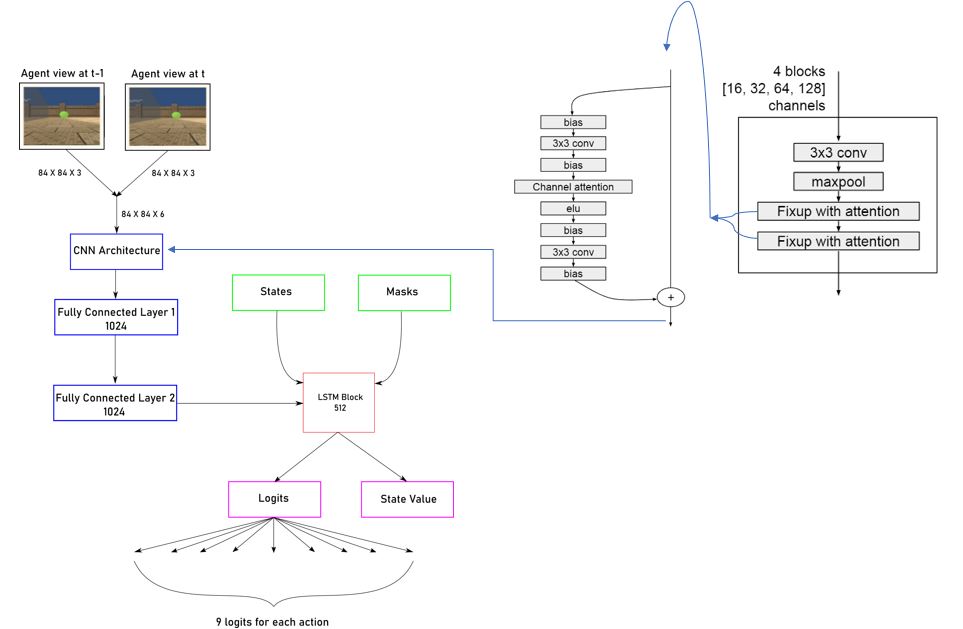 Agent view at t-1
Agent view at t
84 X 84 X 3
84 X 84 X 3
84 X 84 X 6
CNN Architecture
Fully Connected Layer 1
1024
Fully Connected Layer 2
1024
States
Masks
LSTM Block
512
Logits
State Value
9 logits for each action
bias
3x3 conv
bias
Channel attention
elu
bias
3x3 conv
bias
+
4 blocks
[16, 32, 64, 128]
channels
3x3 conv
maxpool
Fixup with attention
Fixup with attention